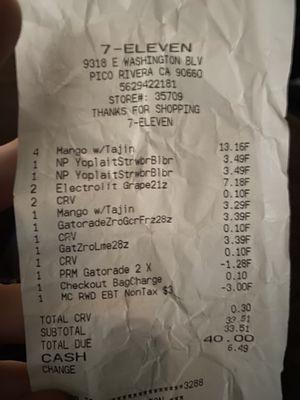 7-ELEVEN
9318 E WASHINGTON BLV
PICO RIVERA CA 90660
5629422181
STORE#: 35709
THANKS FOR SHOPPING
7-ELEVEN
4 Mango w/Tajin 13.16F
1 NP YoplaitStrwbrBlbr 3.49F
1 NP YoplaitStrwbrBlbr 3.49F
2 Electrolit Grape21z 7.18F
2 CRV 0.10F
1 Mango w/Tajin 3.29F
1 GatoradeZroGcrFrz28z 3.39F
1 CRV 0.10F
1 GatZroLme28z 3.39F
1 CRV 0.10F
1 PRM Gatorade 2 X -1.28F
1 Checkout BagCharge 0.10
1 MC RWD EBT NonTax $3 -3.00F
TOTAL CRV 0.30
SUBTOTAL 33.51
TOTAL DUE 33.51
CASH 40.00
CHANGE 6.49
3288